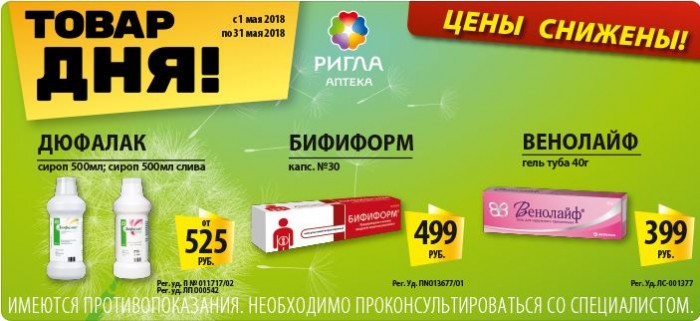 ТОВАР
ДНЯ!
с 1 мая 2018
по 31 мая 2018
РИГЛА
АПТЕКА
ЦЕНЫ СНИЖЕНЫ!
ДЮФАЛАК
сироп 500мл; сироп 500мл слива
ОТ
525
РУБ.
Рег. уд. П № 011717/02
Рег. уд. ЛП 000542
БИФИФОРМ
капс. №30
БИФИФОРМ
499
РУБ.
Рег. Уд. ПN013677/01
ВЕНОЛАЙФ
гель туба 40г
Венолайф®
399
РУБ.
Рег. Уд. ЛС-001377
ИМЕЮТСЯ ПРОТИВОПОКАЗАНИЯ. НЕОБХОДИМО ПРОКОНСУЛЬТИРОВАТЬСЯ СО СПЕЦИАЛИСТОМ.